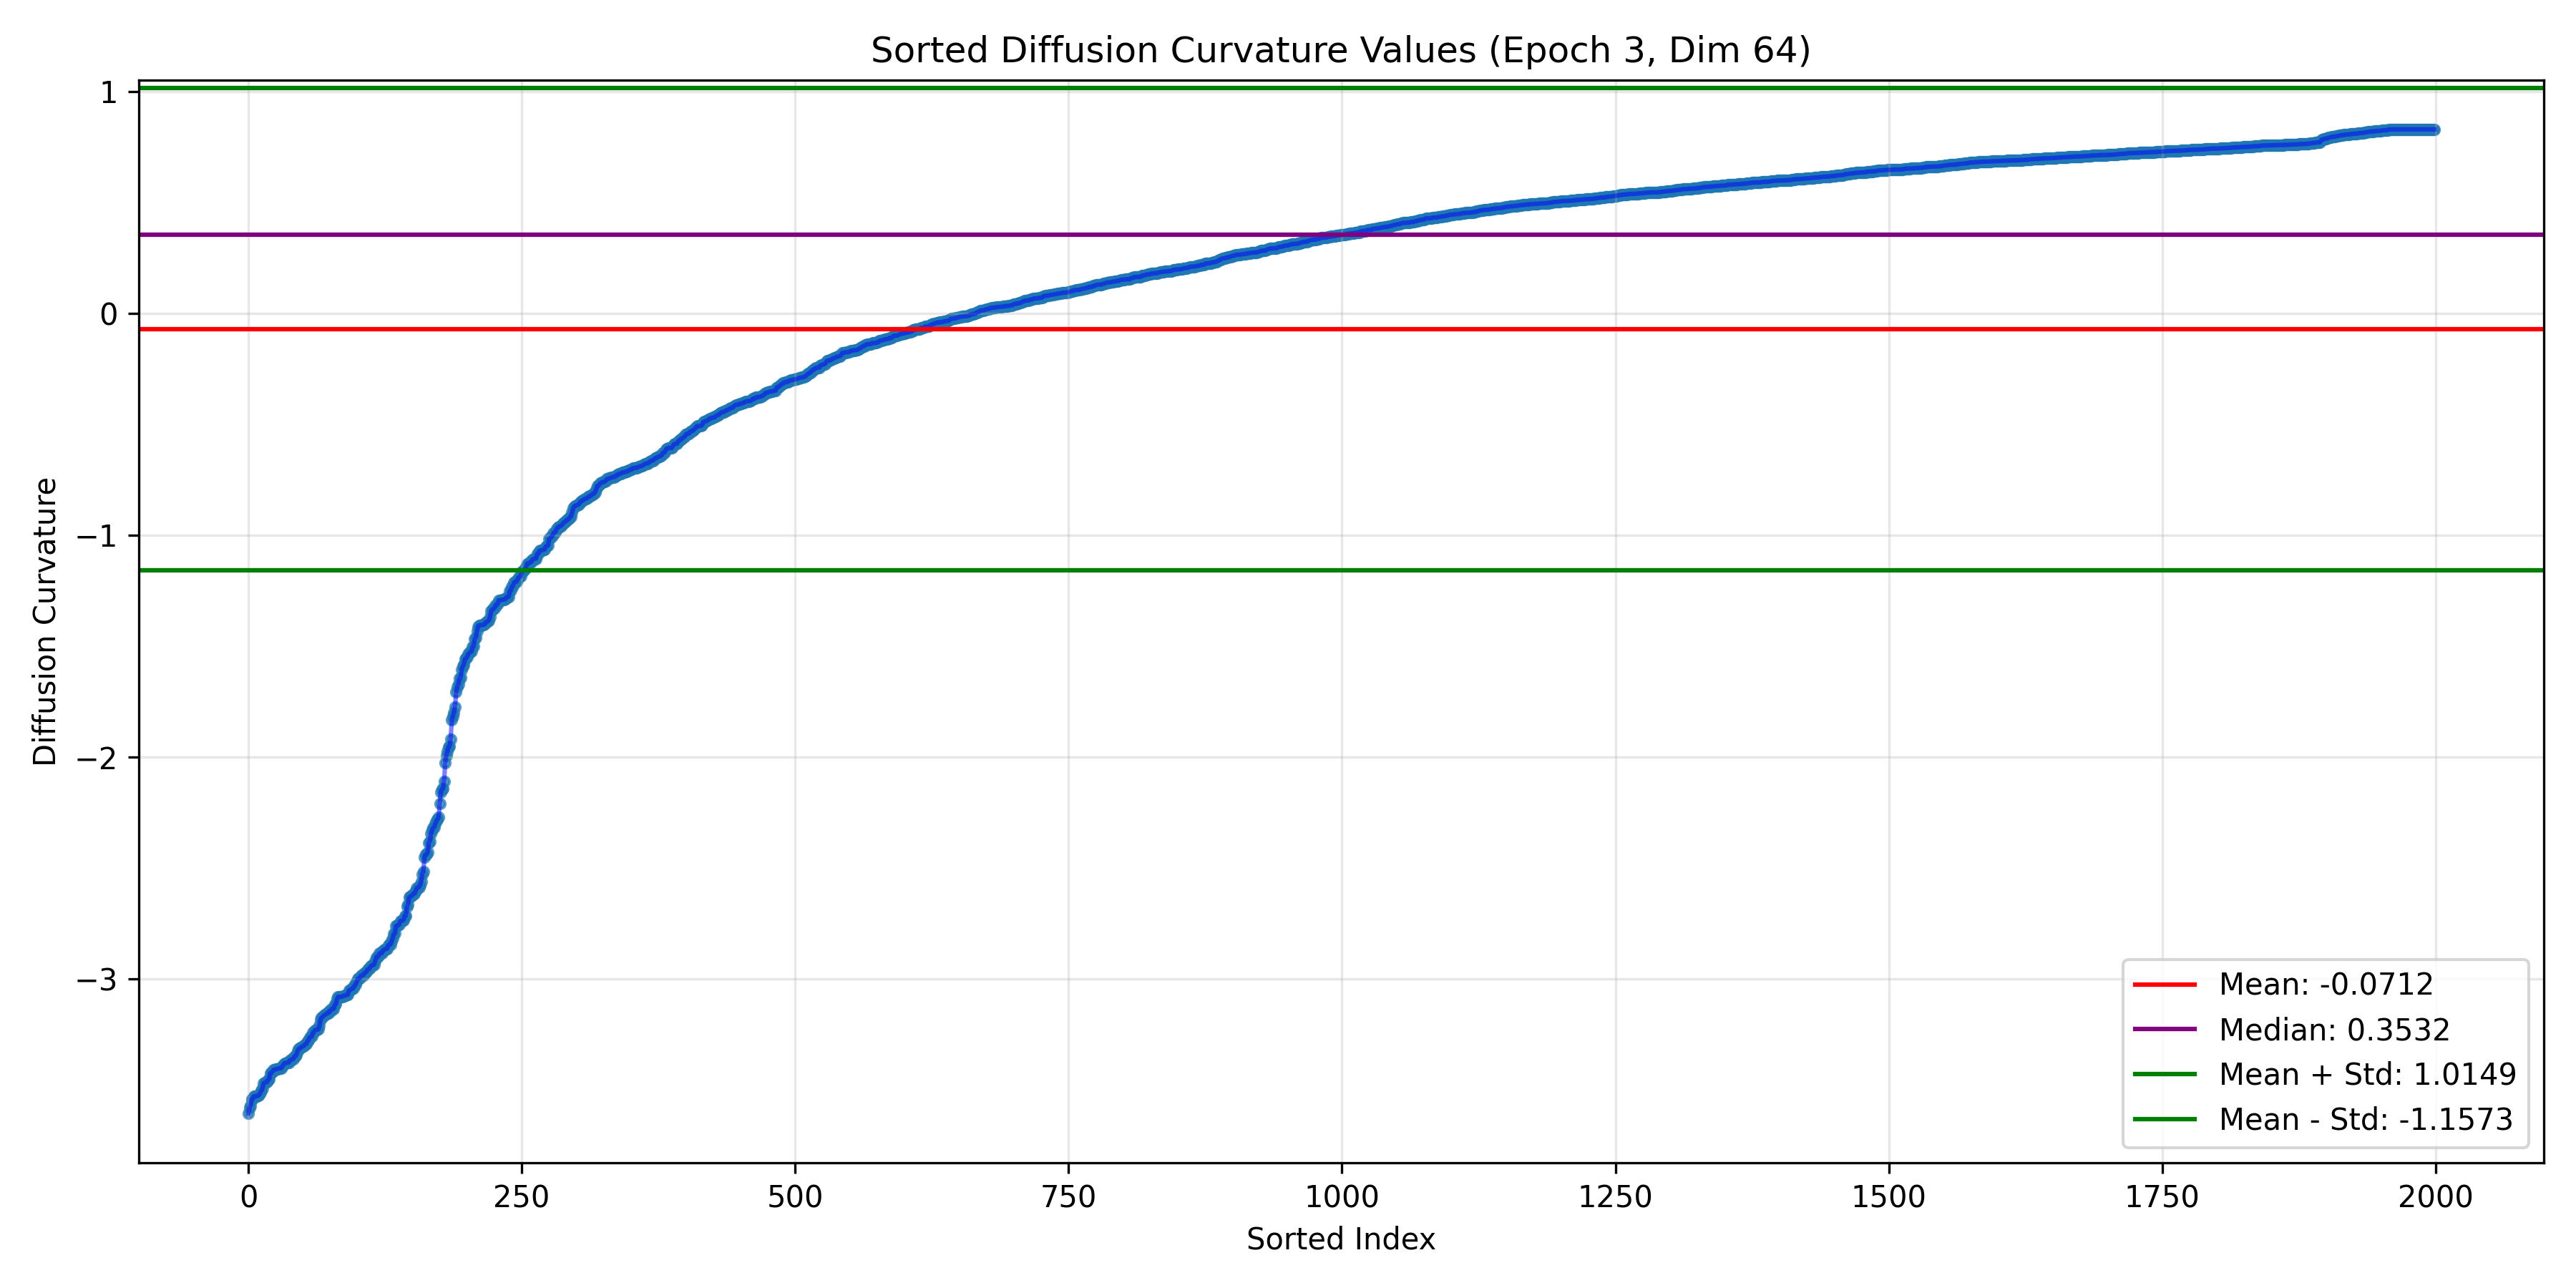 Sorted Diffusion Curvature Values (Epoch 3, Dim 64)
Diffusion Curvature
1
0
−1
−2
−3
0 250 500 750 1000 1250 1500 1750 2000
Sorted Index
Mean: -0.0712
Median: 0.3532
Mean + Std: 1.0149
Mean - Std: -1.1573